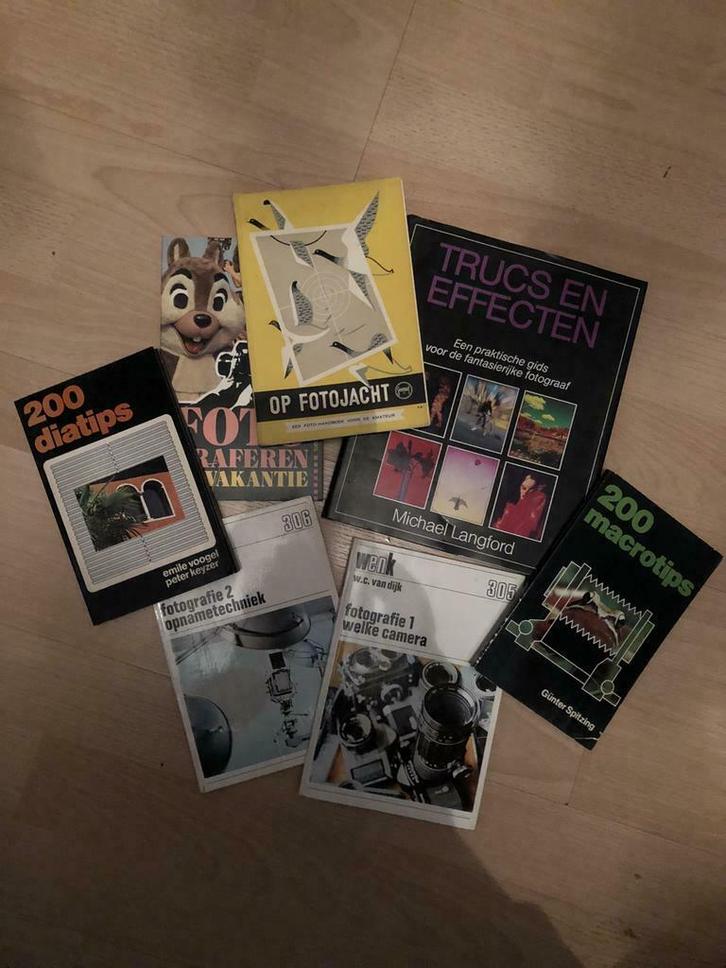 OP FOTOJACHT
EEN FOTO-HANDBOEK VOOR DE AMATEUR
TRUCS EN
EFFECTEN
Een praktische gids
voor de fantasierijke fotograaf
Michael Langford
FOT
RAFEREN
VAKANTIE
200
diatips
emile voogel
peter keyzer
200
macrotips
Günter Spitzing
306
fotografie 2
opnametechniek
wenk
w.c. van dijk
305
fotografie 1
welke camera